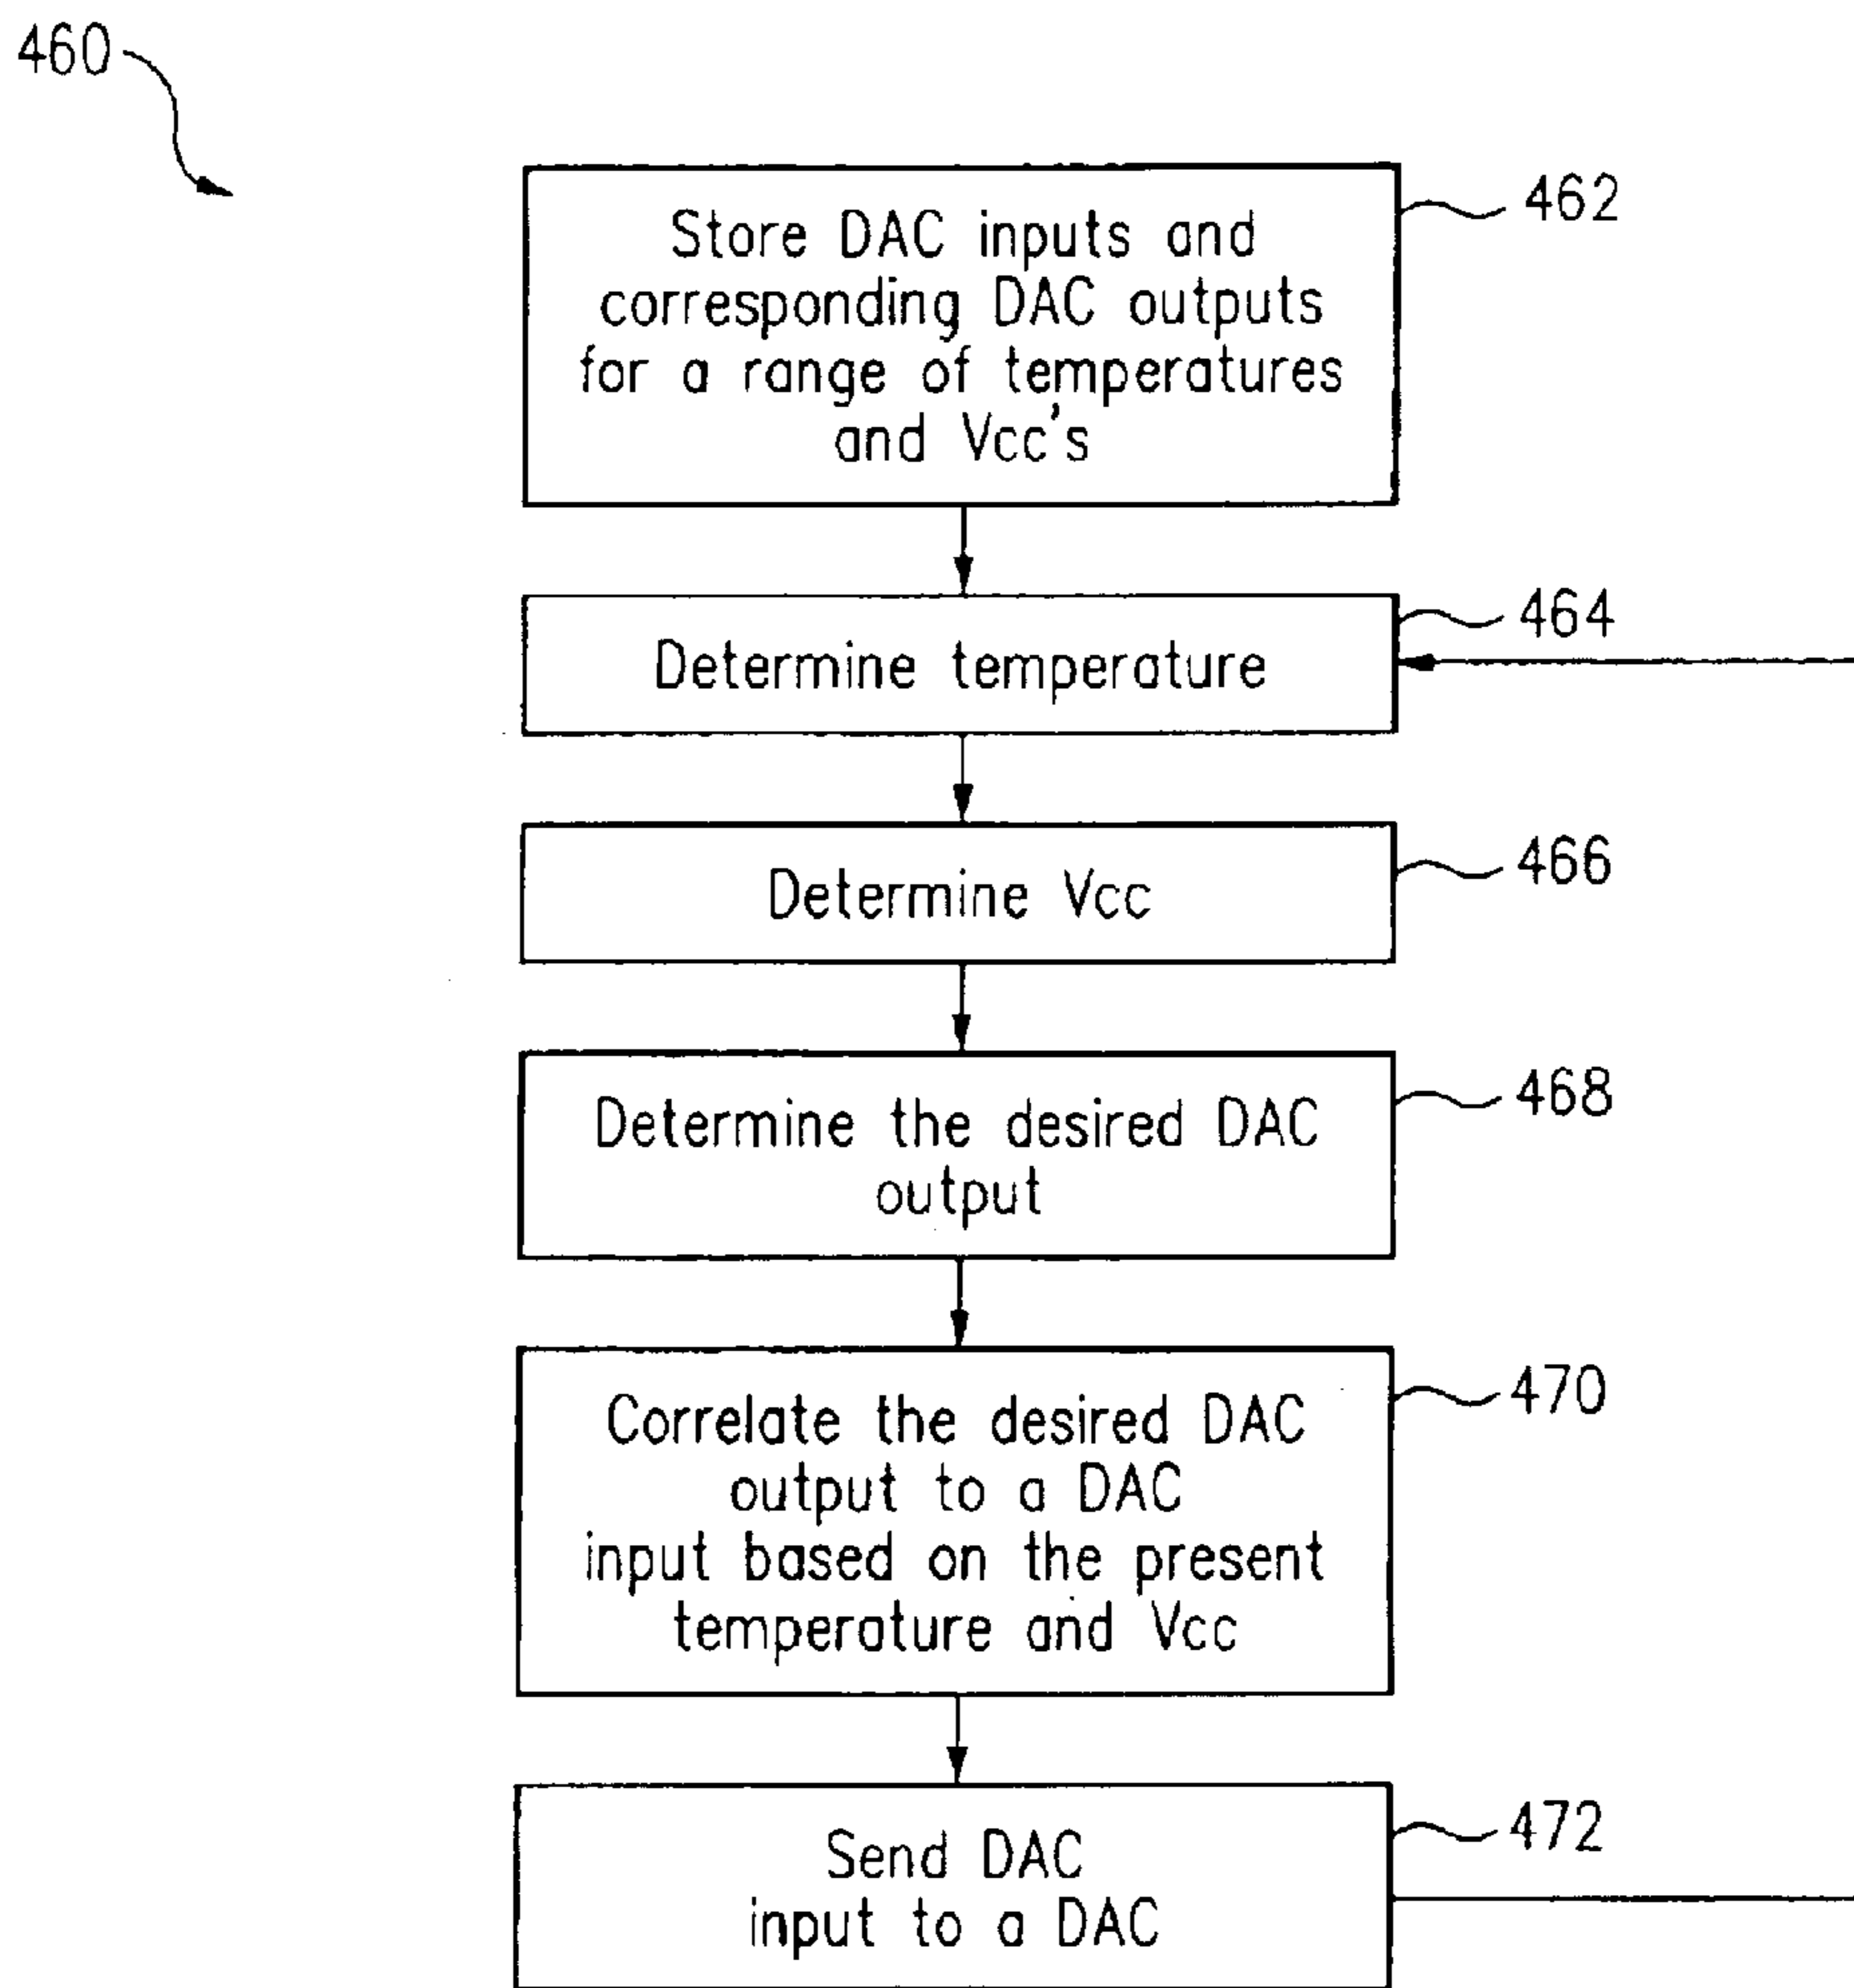 460
462
Store DAC inputs and
corresponding DAC outputs
for a range of temperatures
and Vcc's
464
Determine temperature
466
Determine Vcc
468
Determine the desired DAC
output
470
Correlate the desired DAC
output to a DAC
input based on the present
temperature and Vcc
472
Send DAC
input to a DAC